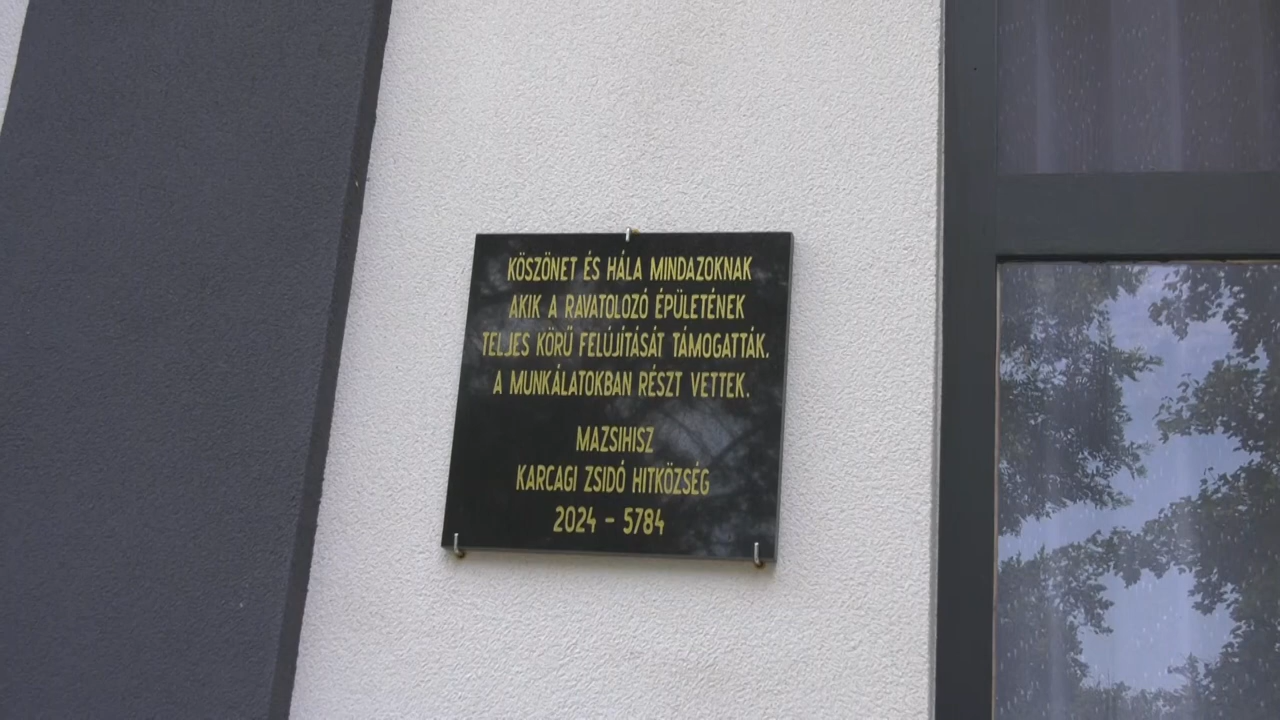 KÖSZÖNET ÉS HÁLA MINDAZOKNAK
AKIK A RAVATOLOZÓ ÉPÜLETÉNEK
TELJES KÖRŰ FELÚJÍTÁSÁT TÁMOGATTÁK.
A MUNKÁLATOKBAN RÉSZT VETTEK.
MAZSIHISZ
KARCAGI ZSIDÓ HITKÖZSÉG
2024 - 5784